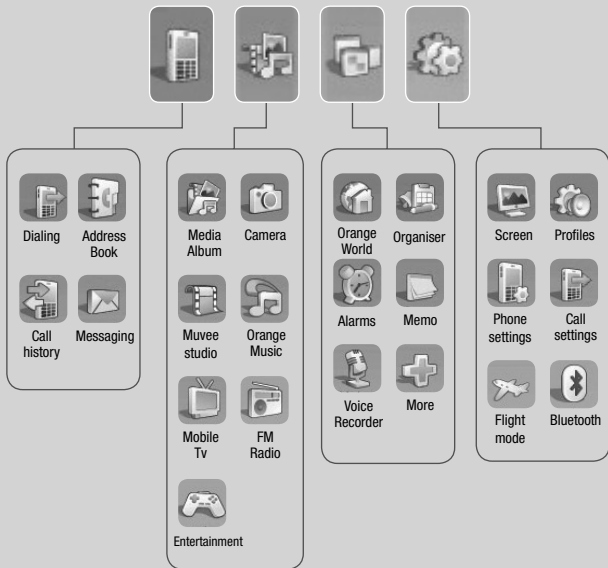 Dialing
Address
Book
Call
history
Messaging
Media
Album
Camera
Muvee
studio
Orange
Music
Mobile
Tv
FM
Radio
Entertainment
Orange
World
Organiser
Alarms
Memo
Voice
Recorder
More
Screen
Profiles
Phone
settings
Call
settings
Flight
mode
Bluetooth